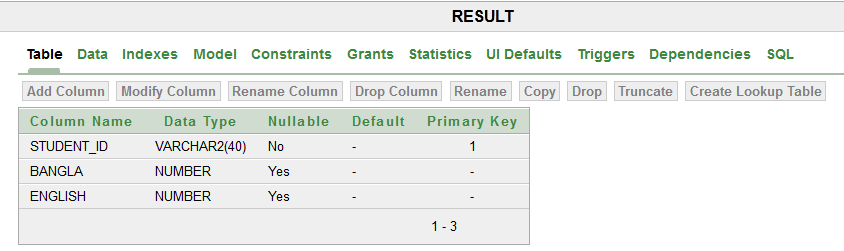 RESULT
Table Data Indexes Model Constraints Grants Statistics UI Defaults Triggers Dependencies SQL
Add Column Modify Column Rename Column Drop Column Rename Copy Drop Truncate Create Lookup Table
Column Name Data Type Nullable Default Primary Key
STUDENT_ID VARCHAR2(40) No - 1
BANGLA NUMBER Yes - -
ENGLISH NUMBER Yes - -
1 - 3